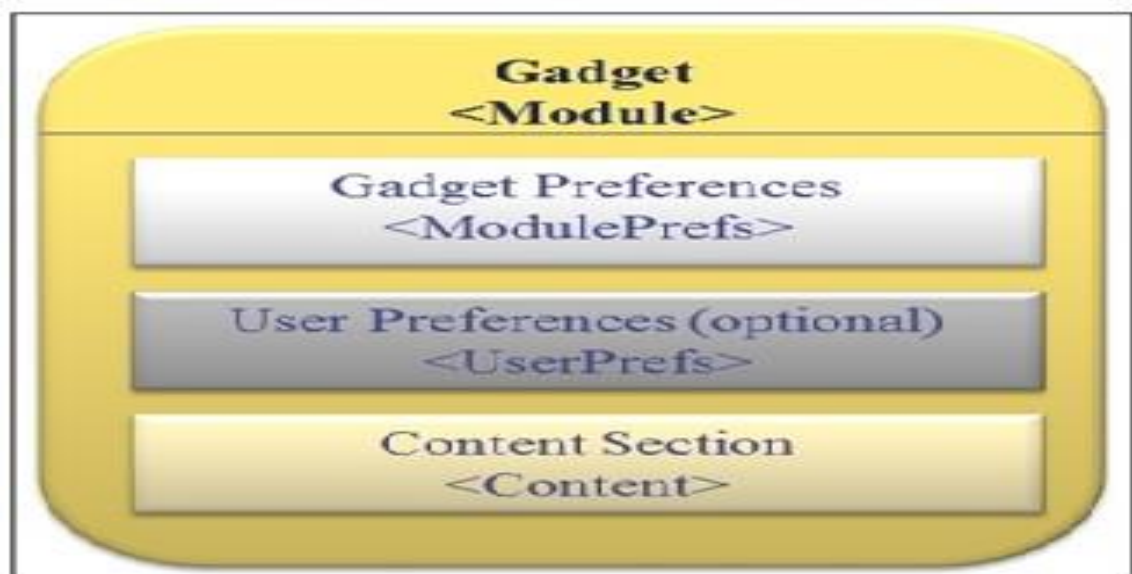 Gadget
<Module>
Gadget Preferences
<ModulePrefs>
User Preferences (optional)
<UserPrefs>
Content Section
<Content>